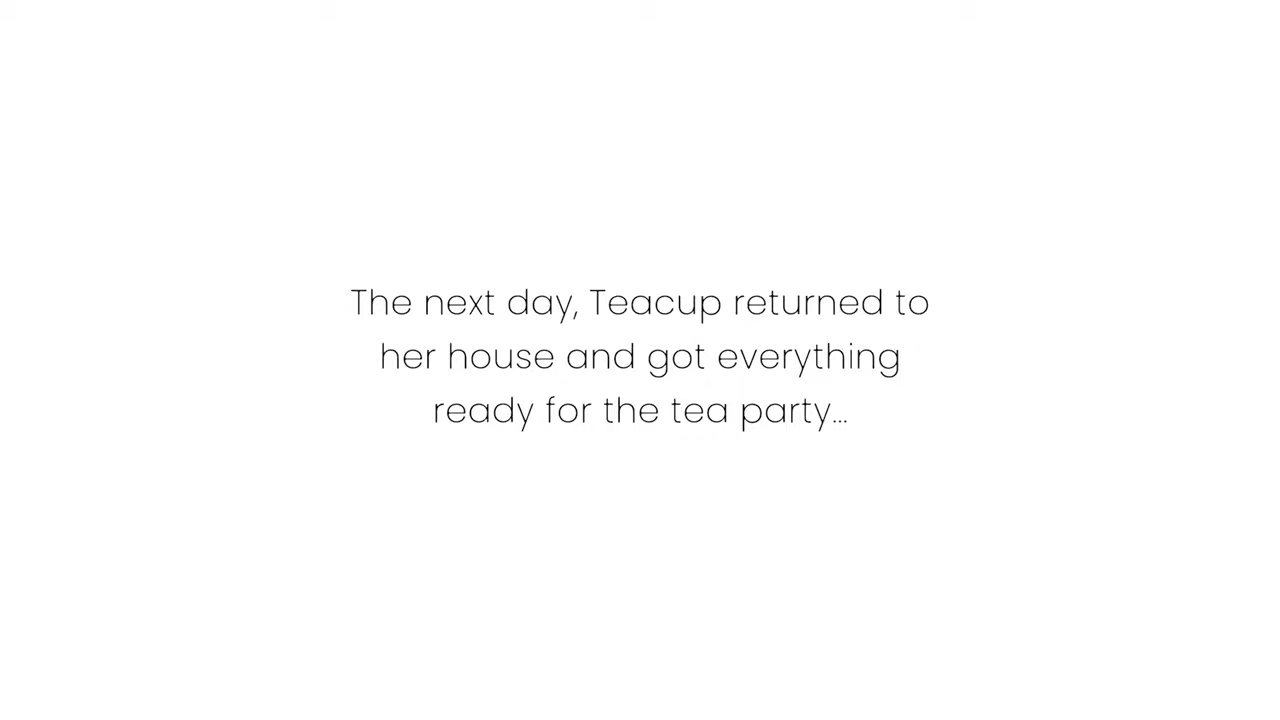 The next day, Teacup returned to
her house and got everything
ready for the tea party...